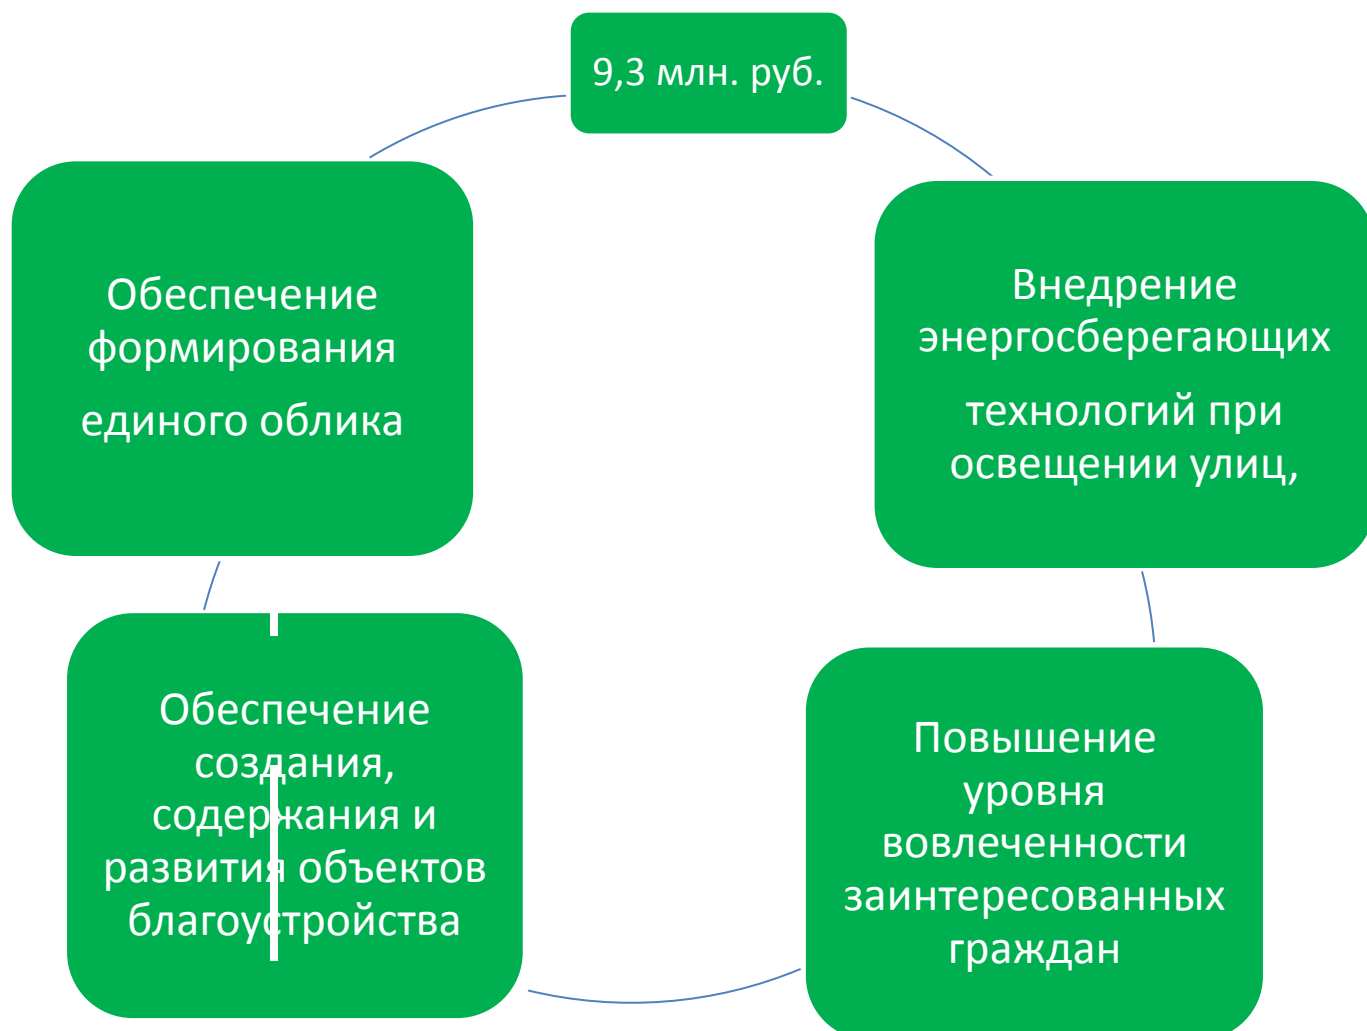 9,3 млн. руб.
Внедрение
энергосберегающих
технологий при
освещении улиц,
Повышение
уровня
вовлеченности
заинтересованных
граждан
Обеспечение
создания,
содержания и
развития объектов
благоустройства
Обеспечение
формирования
единого облика